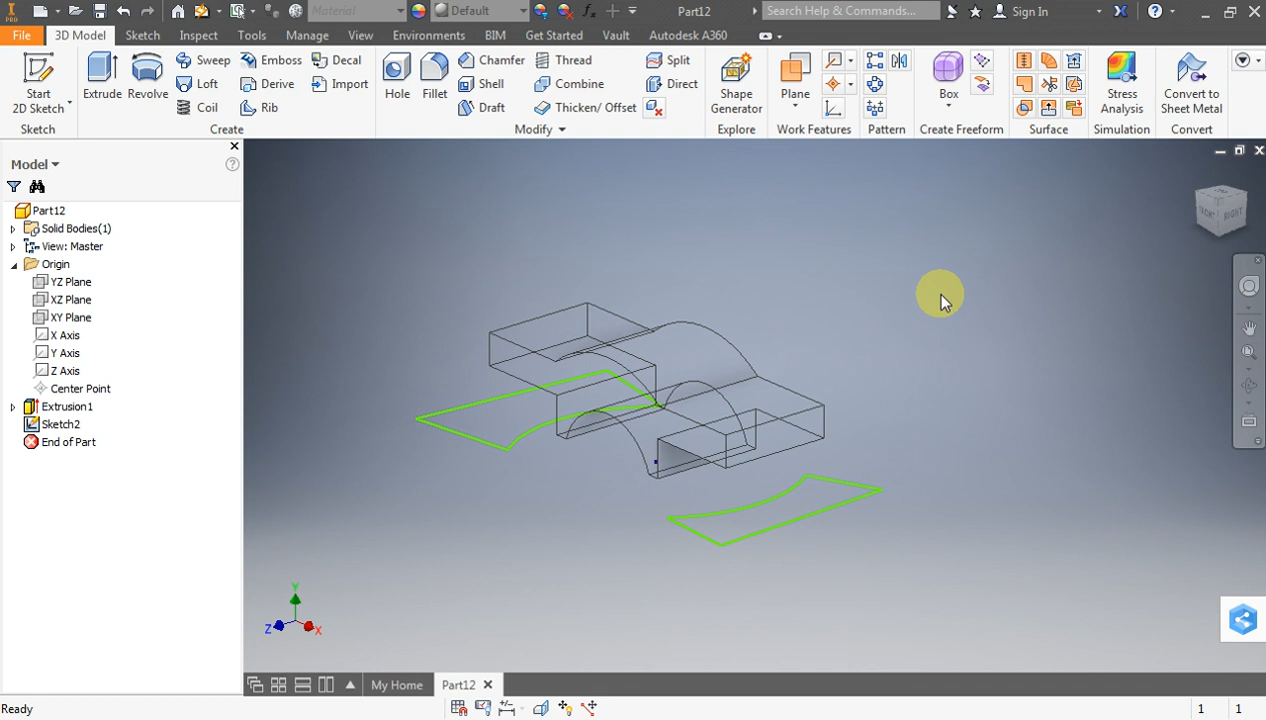 PRO
Material
Default
fx
Part12
Search Help & Commands...
Sign In
File
3D Model
Sketch
Inspect
Tools
Manage
View
Environments
BIM
Get Started
Vault
Autodesk A360
Start
2D Sketch
Sketch
Extrude
Revolve
Sweep
Loft
Coil
Emboss
Derive
Rib
Decal
Import
Create
Hole
Fillet
Chamfer
Shell
Draft
Thread
Combine
Thicken/ Offset
Split
Direct
Modify
Shape
Generator
Explore
Plane
Work Features
Pattern
Box
Create Freeform
Surface
Stress
Analysis
Simulation
Convert to
Sheet Metal
Convert
Model
Part12
Solid Bodies(1)
View: Master
Origin
YZ Plane
XZ Plane
XY Plane
X Axis
Y Axis
Z Axis
Center Point
Extrusion1
Sketch2
End of Part
FRONT
RIGHT
Y
Z
X
My Home
Part12
Ready
1
1